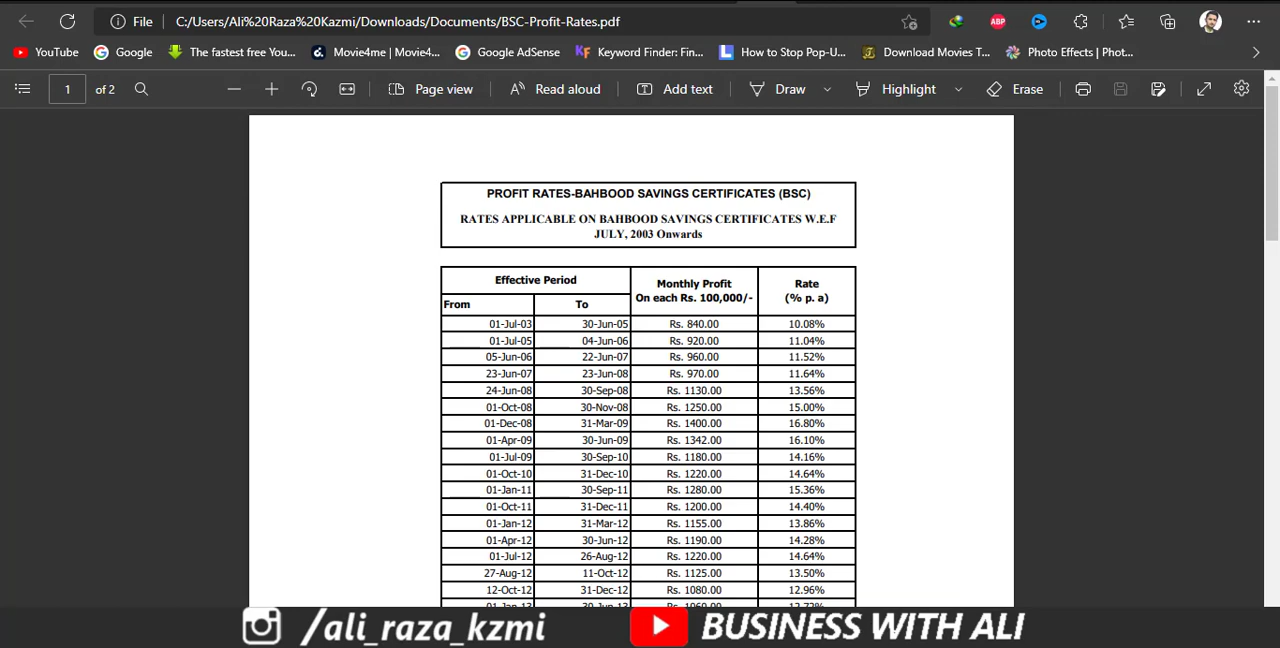 File C:/Users/Ali%20Raza%20Kazmi/Downloads/Documents/BSC-Profit-Rates.pdf ABP
YouTube Google The fastest free You... Movie4me | Movie4... Google AdSense Keyword Finder: Fin... How to Stop Pop-U... Download Movies T... Photo Effects | Phot...
1 of 2 Page view Read aloud Add text Draw Highlight Erase
PROFIT RATES-BAHBOOD SAVINGS CERTIFICATES (BSC)
RATES APPLICABLE ON BAHBOOD SAVINGS CERTIFICATES W.E.F
JULY, 2003 Onwards
Effective Period Monthly Profit On each Rs. 100,000/- Rate (% p. a)
From To
01-Jul-03 30-Jun-05 Rs. 840.00 10.08%
01-Jul-05 04-Jun-06 Rs. 920.00 11.04%
05-Jun-06 22-Jun-07 Rs. 960.00 11.52%
23-Jun-07 23-Jun-08 Rs. 970.00 11.64%
24-Jun-08 30-Sep-08 Rs. 1130.00 13.56%
01-Oct-08 30-Nov-08 Rs. 1250.00 15.00%
01-Dec-08 31-Mar-09 Rs. 1400.00 16.80%
01-Apr-09 30-Jun-09 Rs. 1342.00 16.10%
01-Jul-09 30-Sep-10 Rs. 1180.00 14.16%
01-Oct-10 31-Dec-10 Rs. 1220.00 14.64%
01-Jan-11 30-Sep-11 Rs. 1280.00 15.36%
01-Oct-11 31-Dec-11 Rs. 1200.00 14.40%
01-Jan-12 31-Mar-12 Rs. 1155.00 13.86%
01-Apr-12 30-Jun-12 Rs. 1190.00 14.28%
01-Jul-12 26-Aug-12 Rs. 1220.00 14.64%
27-Aug-12 11-Oct-12 Rs. 1125.00 13.50%
12-Oct-12 31-Dec-12 Rs. 1080.00 12.96%
01-Jan-13 30-Jun-13 Rs. 1060.00 12.72%
/ali_raza_kzmi BUSINESS WITH ALI